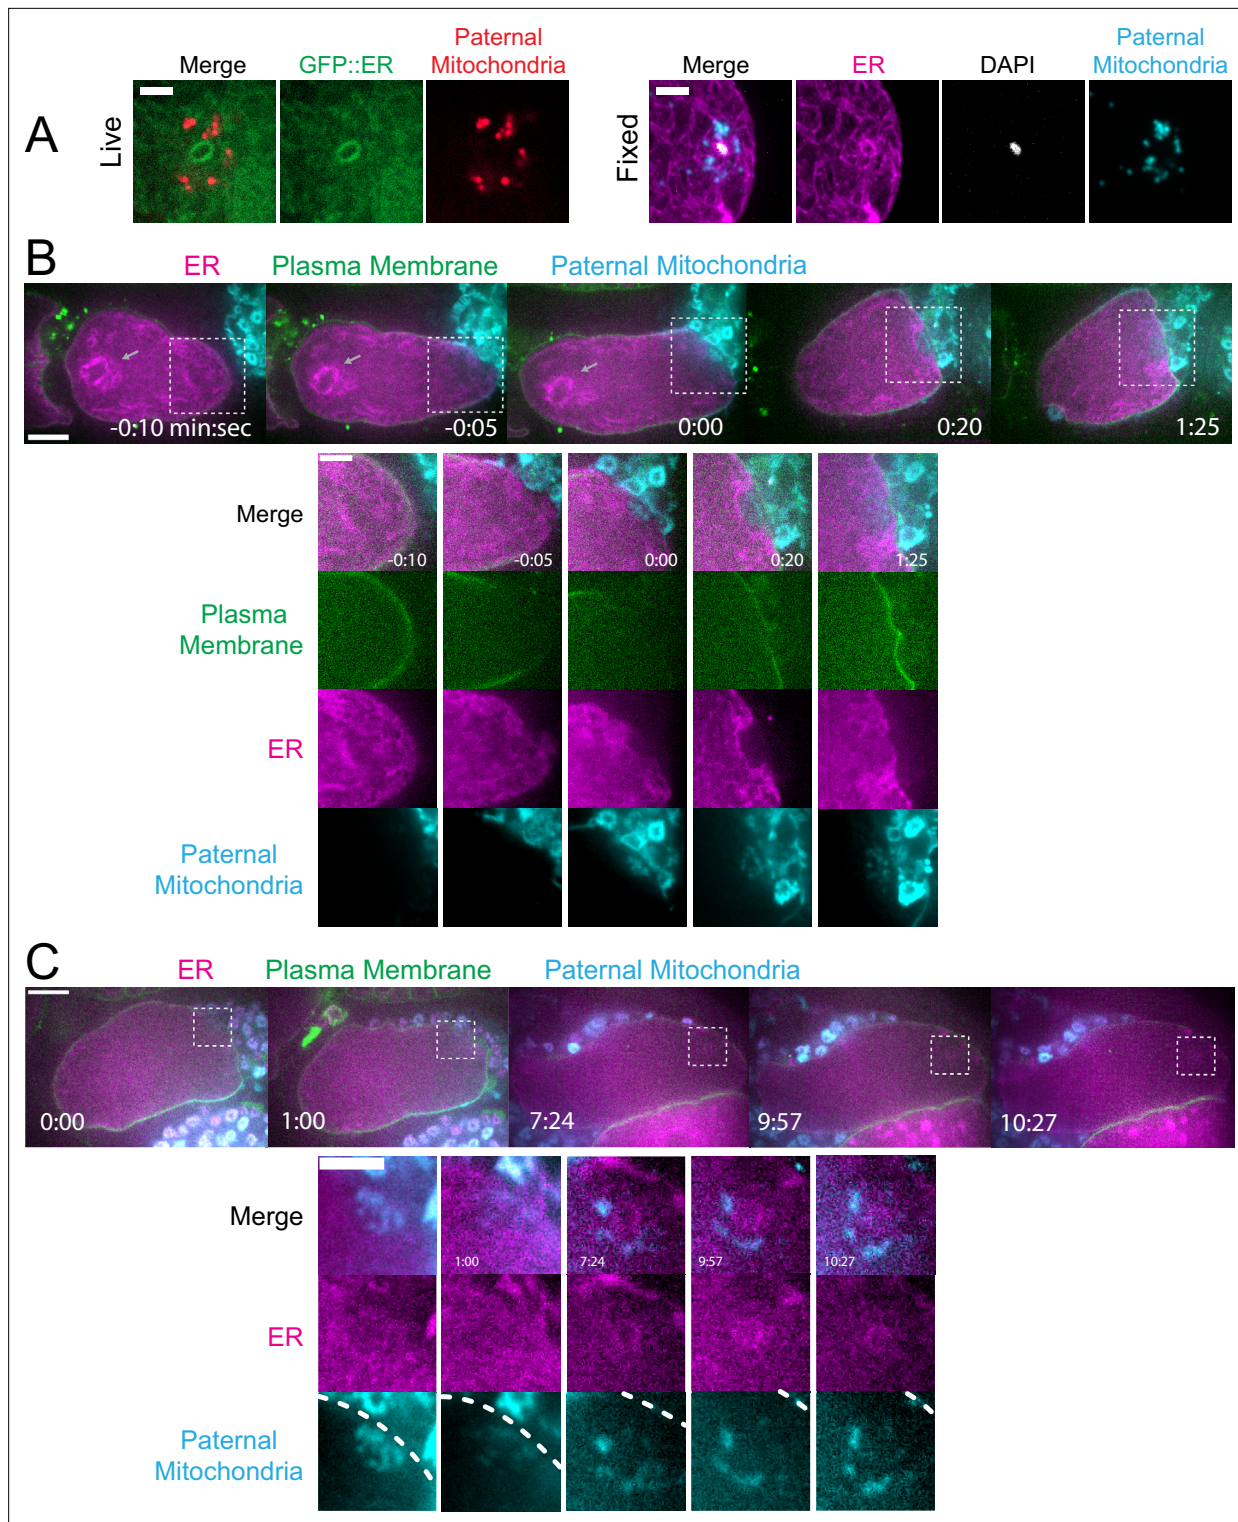 A
Live
Merge
GFP::ER
Paternal
Mitochondria
Fixed
Merge
ER
DAPI
Paternal
Mitochondria
B
ER
Plasma Membrane
Paternal Mitochondria
-0:10 min:sec
-0:05
0:00
0:20
1:25
Merge
-0:10
-0:05
0:00
0:20
1:25
Plasma
Membrane
ER
Paternal
Mitochondria
C
ER
Plasma Membrane
Paternal Mitochondria
0:00
1:00
7:24
9:57
10:27
Merge
1:00
7:24
9:57
10:27
ER
Paternal
Mitochondria